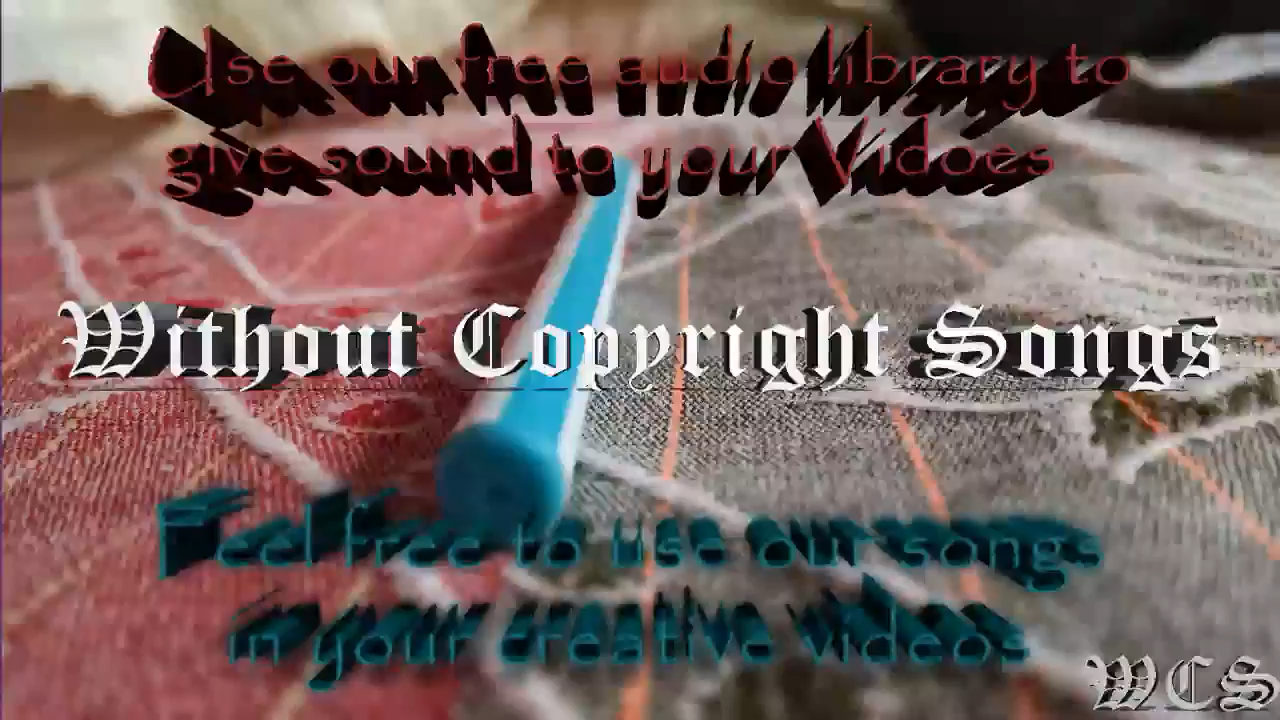 Use our free audio library to
give sound to your Vidoes
Without Copyright Songs
Feel free to use our songs
in your creative videos
WCS